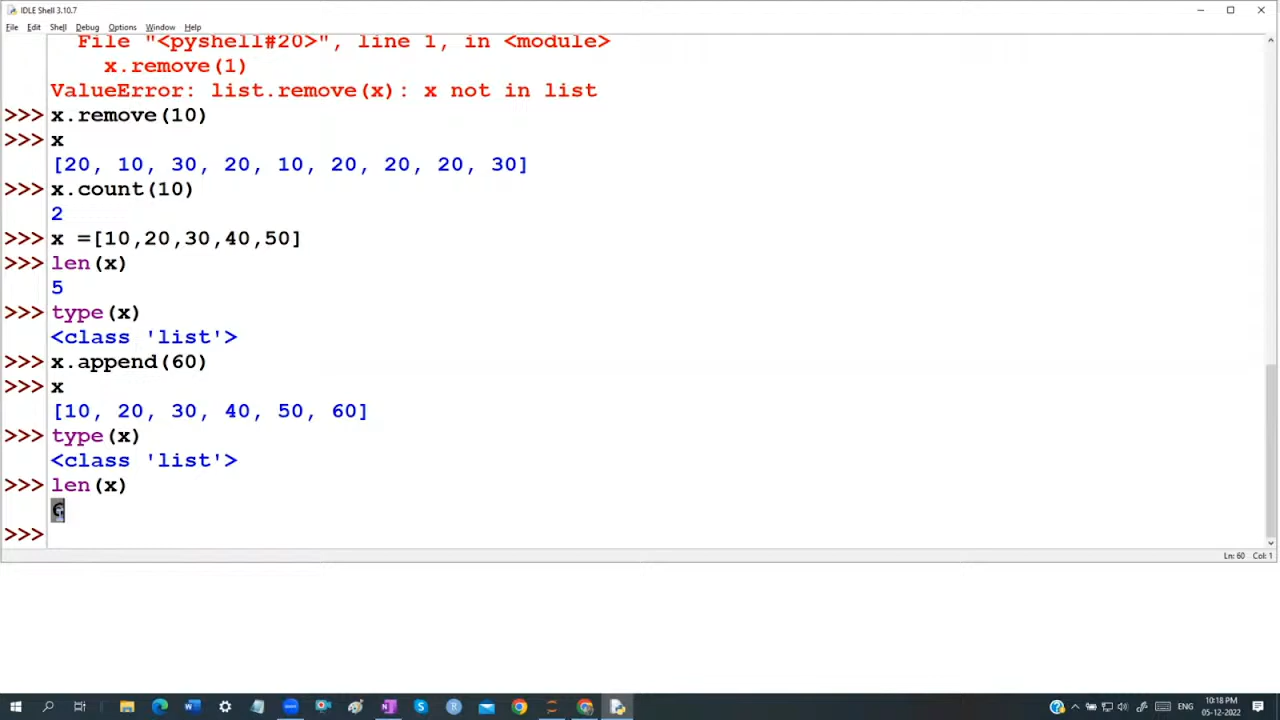 IDLE Shell 3.10.7
File Edit Shell Debug Options Window Help
File "<pyshell#20>", line 1, in <module>
x.remove(1)
ValueError: list.remove(x): x not in list
>>> x.remove(10)
>>> x
[20, 10, 30, 20, 10, 20, 20, 20, 30]
>>> x.count(10)
2
>>> x =[10,20,30,40,50]
>>> len(x)
5
>>> type(x)
<class 'list'>
>>> x.append(60)
>>> x
[10, 20, 30, 40, 50, 60]
>>> type(x)
<class 'list'>
>>> len(x)
6
>>>
Ln: 60 Col: 1
ENG
10:18 PM
05-12-2022